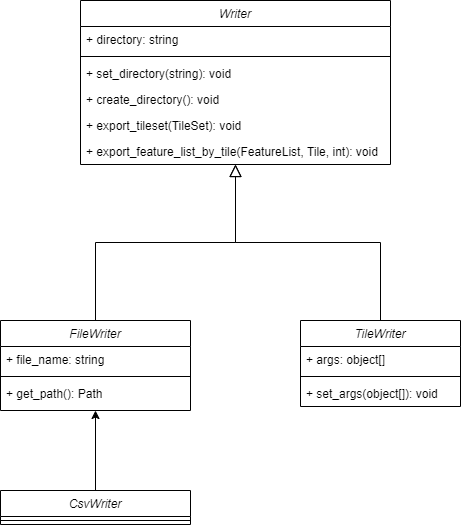 Writer
+ directory: string
+ set_directory(string): void
+ create_directory(): void
+ export_tileset(TileSet): void
+ export_feature_list_by_tile(FeatureList, Tile, int): void
FileWriter
+ file_name: string
+ get_path(): Path
TileWriter
+ args: object[]
+ set_args(object[]): void
CsvWriter